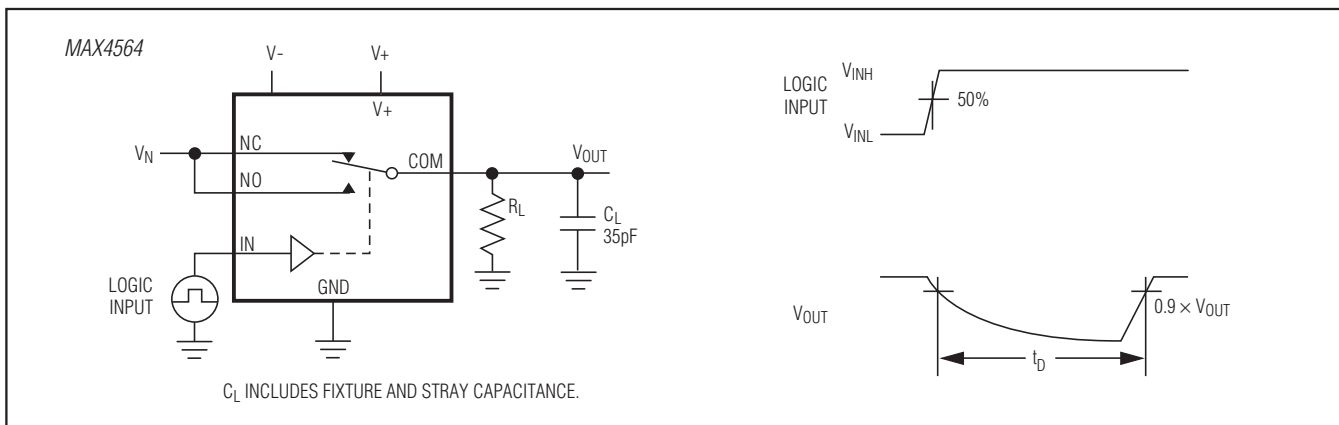 MAX4564
V- V+
V+
VN
NC
COM
VOUT
NO
RL
CL
35pF
IN
LOGIC
INPUT
GND
CL INCLUDES FIXTURE AND STRAY CAPACITANCE.
LOGIC
INPUT
VINH
50%
VINL
VOUT
0.9 × VOUT
tD